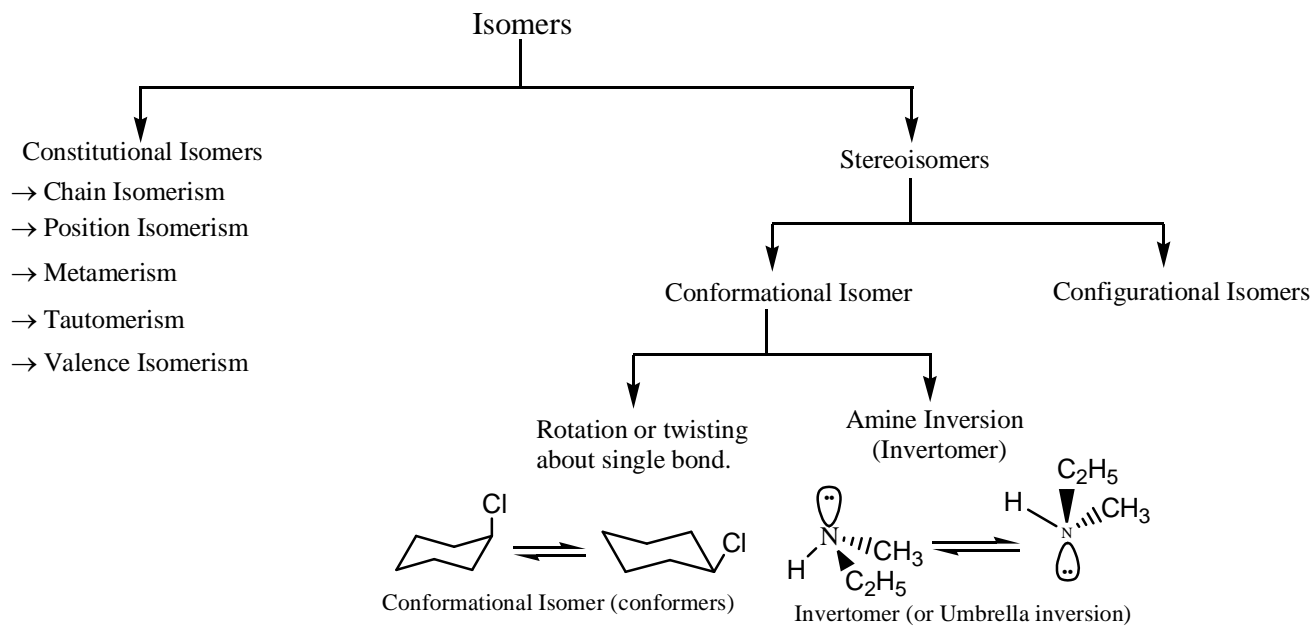 Isomers
Constitutional Isomers
→ Chain Isomerism
→ Position Isomerism
→ Metamerism
→ Tautomerism
→ Valence Isomerism
Stereoisomers
Conformational Isomer
Configurational Isomers
Rotation or twisting
about single bond.
Amine Inversion
(Invertomer)
Cl
Cl
N
H
CH3
C2H5
C2H5
H
CH3
N
Conformational Isomer (conformers)
Invertomer (or Umbrella inversion)